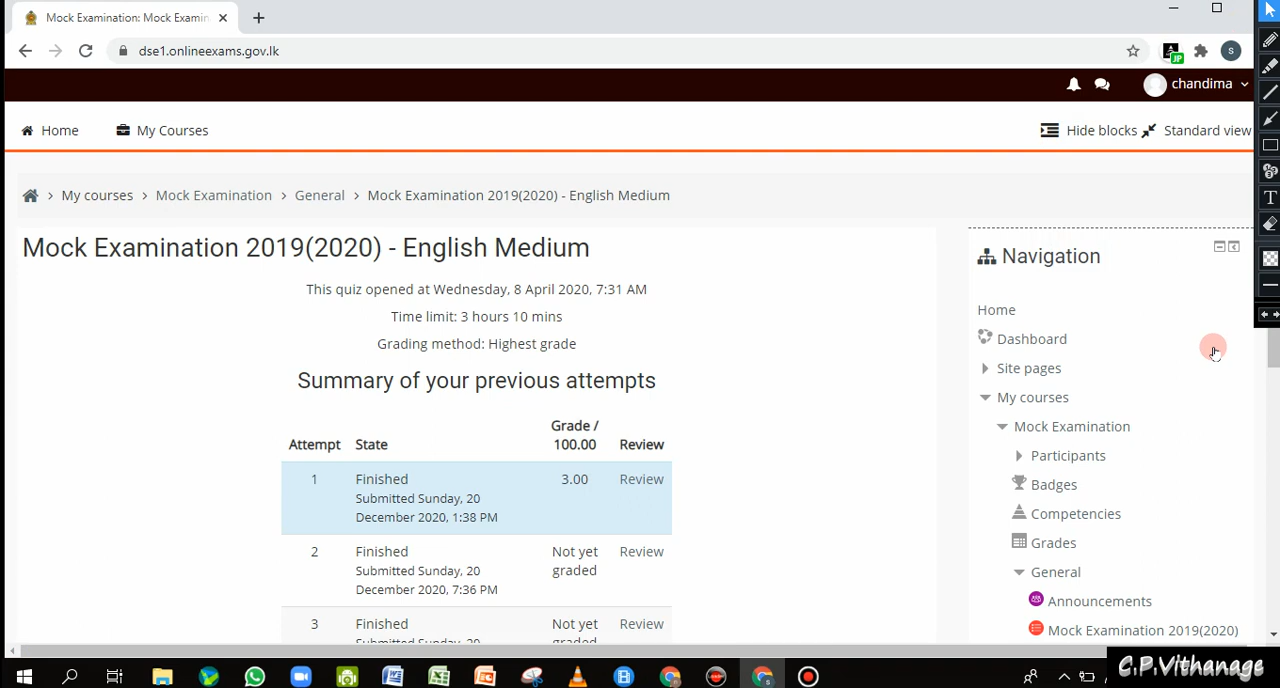 Mock Examination: Mock Examin
dse1.onlineexams.gov.lk
JP
S
chandima
Home
My Courses
Hide blocks
Standard view
My courses > Mock Examination > General > Mock Examination 2019(2020) - English Medium
Mock Examination 2019(2020) - English Medium
This quiz opened at Wednesday, 8 April 2020, 7:31 AM
Time limit: 3 hours 10 mins
Grading method: Highest grade
Summary of your previous attempts
Attempt State Grade / 100.00 Review
1 Finished 3.00 Review
Submitted Sunday, 20
December 2020, 1:38 PM
2 Finished Not yet graded Review
Submitted Sunday, 20
December 2020, 7:36 PM
3 Finished Not yet graded Review
Submitted Sunday, 20
Navigation
Home
Dashboard
Site pages
My courses
Mock Examination
Participants
Badges
Competencies
Grades
General
Announcements
Mock Examination 2019(2020)
C.P.Vithanage